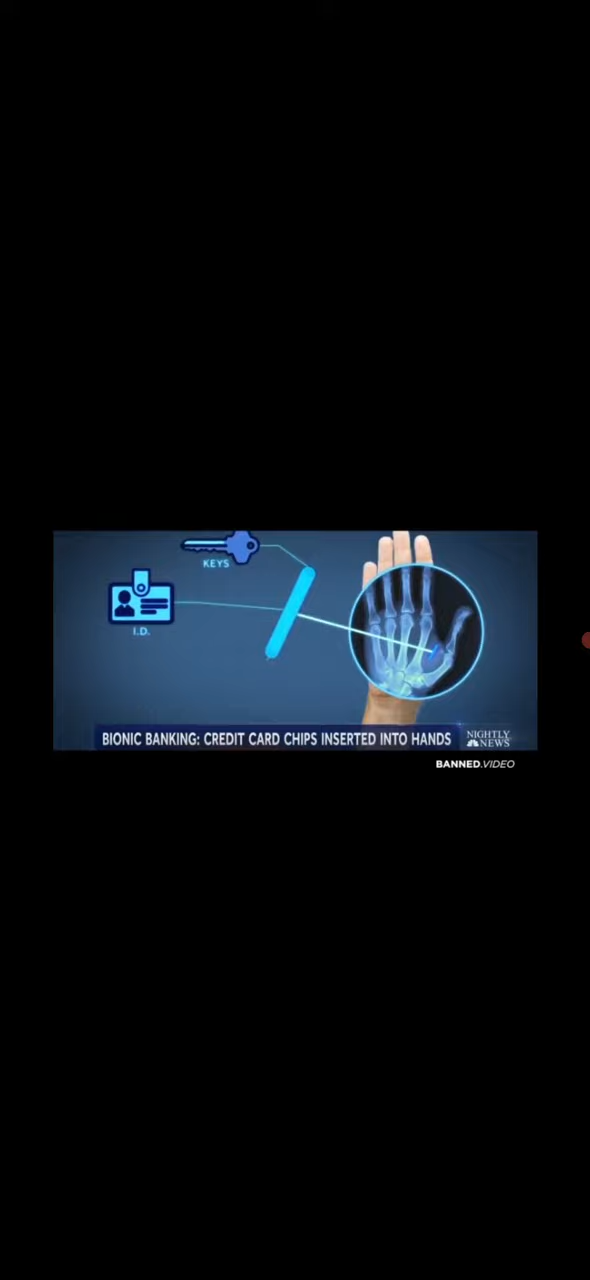 KEYS
I.D.
BIONIC BANKING: CREDIT CARD CHIPS INSERTED INTO HANDS
NIGHTLY
NEWS
BANNED.VIDEO